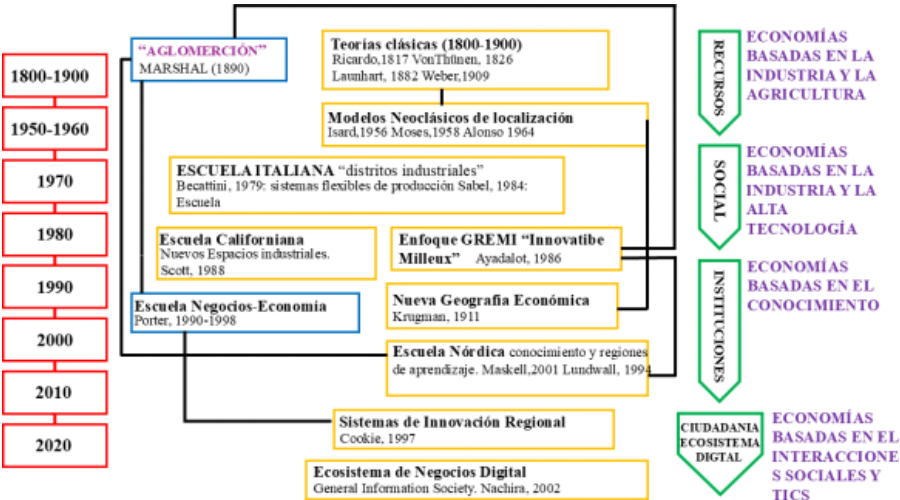 1800-1900
1950-1960
1970
1980
1990
2000
2010
2020
“AGLOMERCIÓN”
MARSHAL (1890)
Teorías clásicas (1800-1900)
Ricardo,1817 VonThünen, 1826
Launhart, 1882 Weber,1909
Modelos Neoclásicos de localización
Isard,1956 Moses,1958 Alonso 1964
ESCUELA ITALIANA “distritos industriales”
Becattini, 1979: sistemas flexibles de producción Sabel, 1984:
Escuela
Escuela Californiana
Nuevos Espacios industriales.
Scott, 1988
Enfoque GREMI “Innovatibe
Milleux” Ayadalot, 1986
Escuela Negocios-Economía
Porter, 1990-1998
Nueva Geografía Económica
Krugman, 1911
Escuela Nórdica conocimiento y regiones
de aprendizaje. Maskell,2001 Lundwall, 1994
Sistemas de Innovación Regional
Cookie, 1997
Ecosistema de Negocios Digital
General Information Society. Nachira, 2002
RECURSOS
ECONOMÍAS
BASADAS EN LA
INDUSTRIA Y LA
AGRICULTURA
SOCIAL
ECONOMÍAS
BASADAS EN LA
INDUSTRIA Y LA
ALTA
TECNOLOGÍA
INSTITUCIONES
ECONOMÍAS
BASADAS EN EL
CONOCIMIENTO
CIUDADANIA
ECOSISTEMA
DIGTAL
ECONOMÍAS
BASADAS EN EL
INTERACCIONE
S SOCIALES Y
TICS